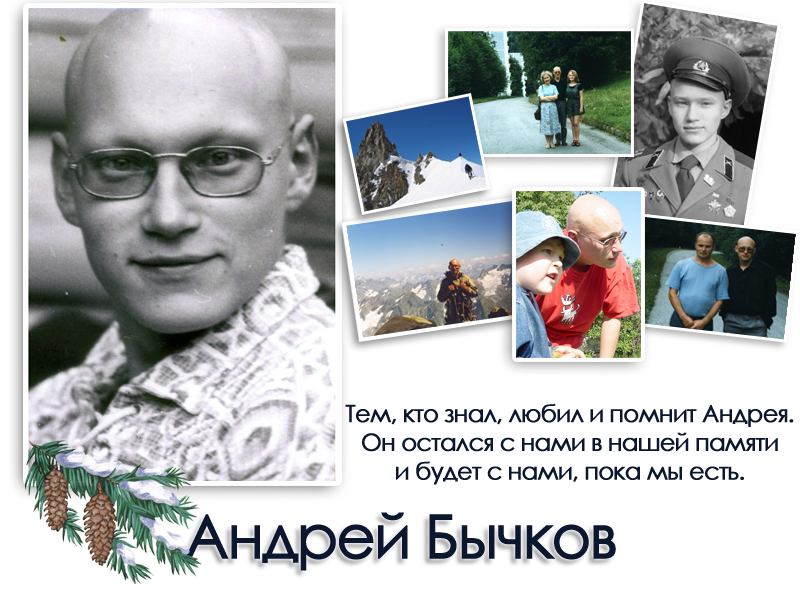 Тем, кто знал, любил и помнит Андрея.
Он остался с нами в нашей памяти
и будет с нами, пока мы есть.
Андрей Бычков